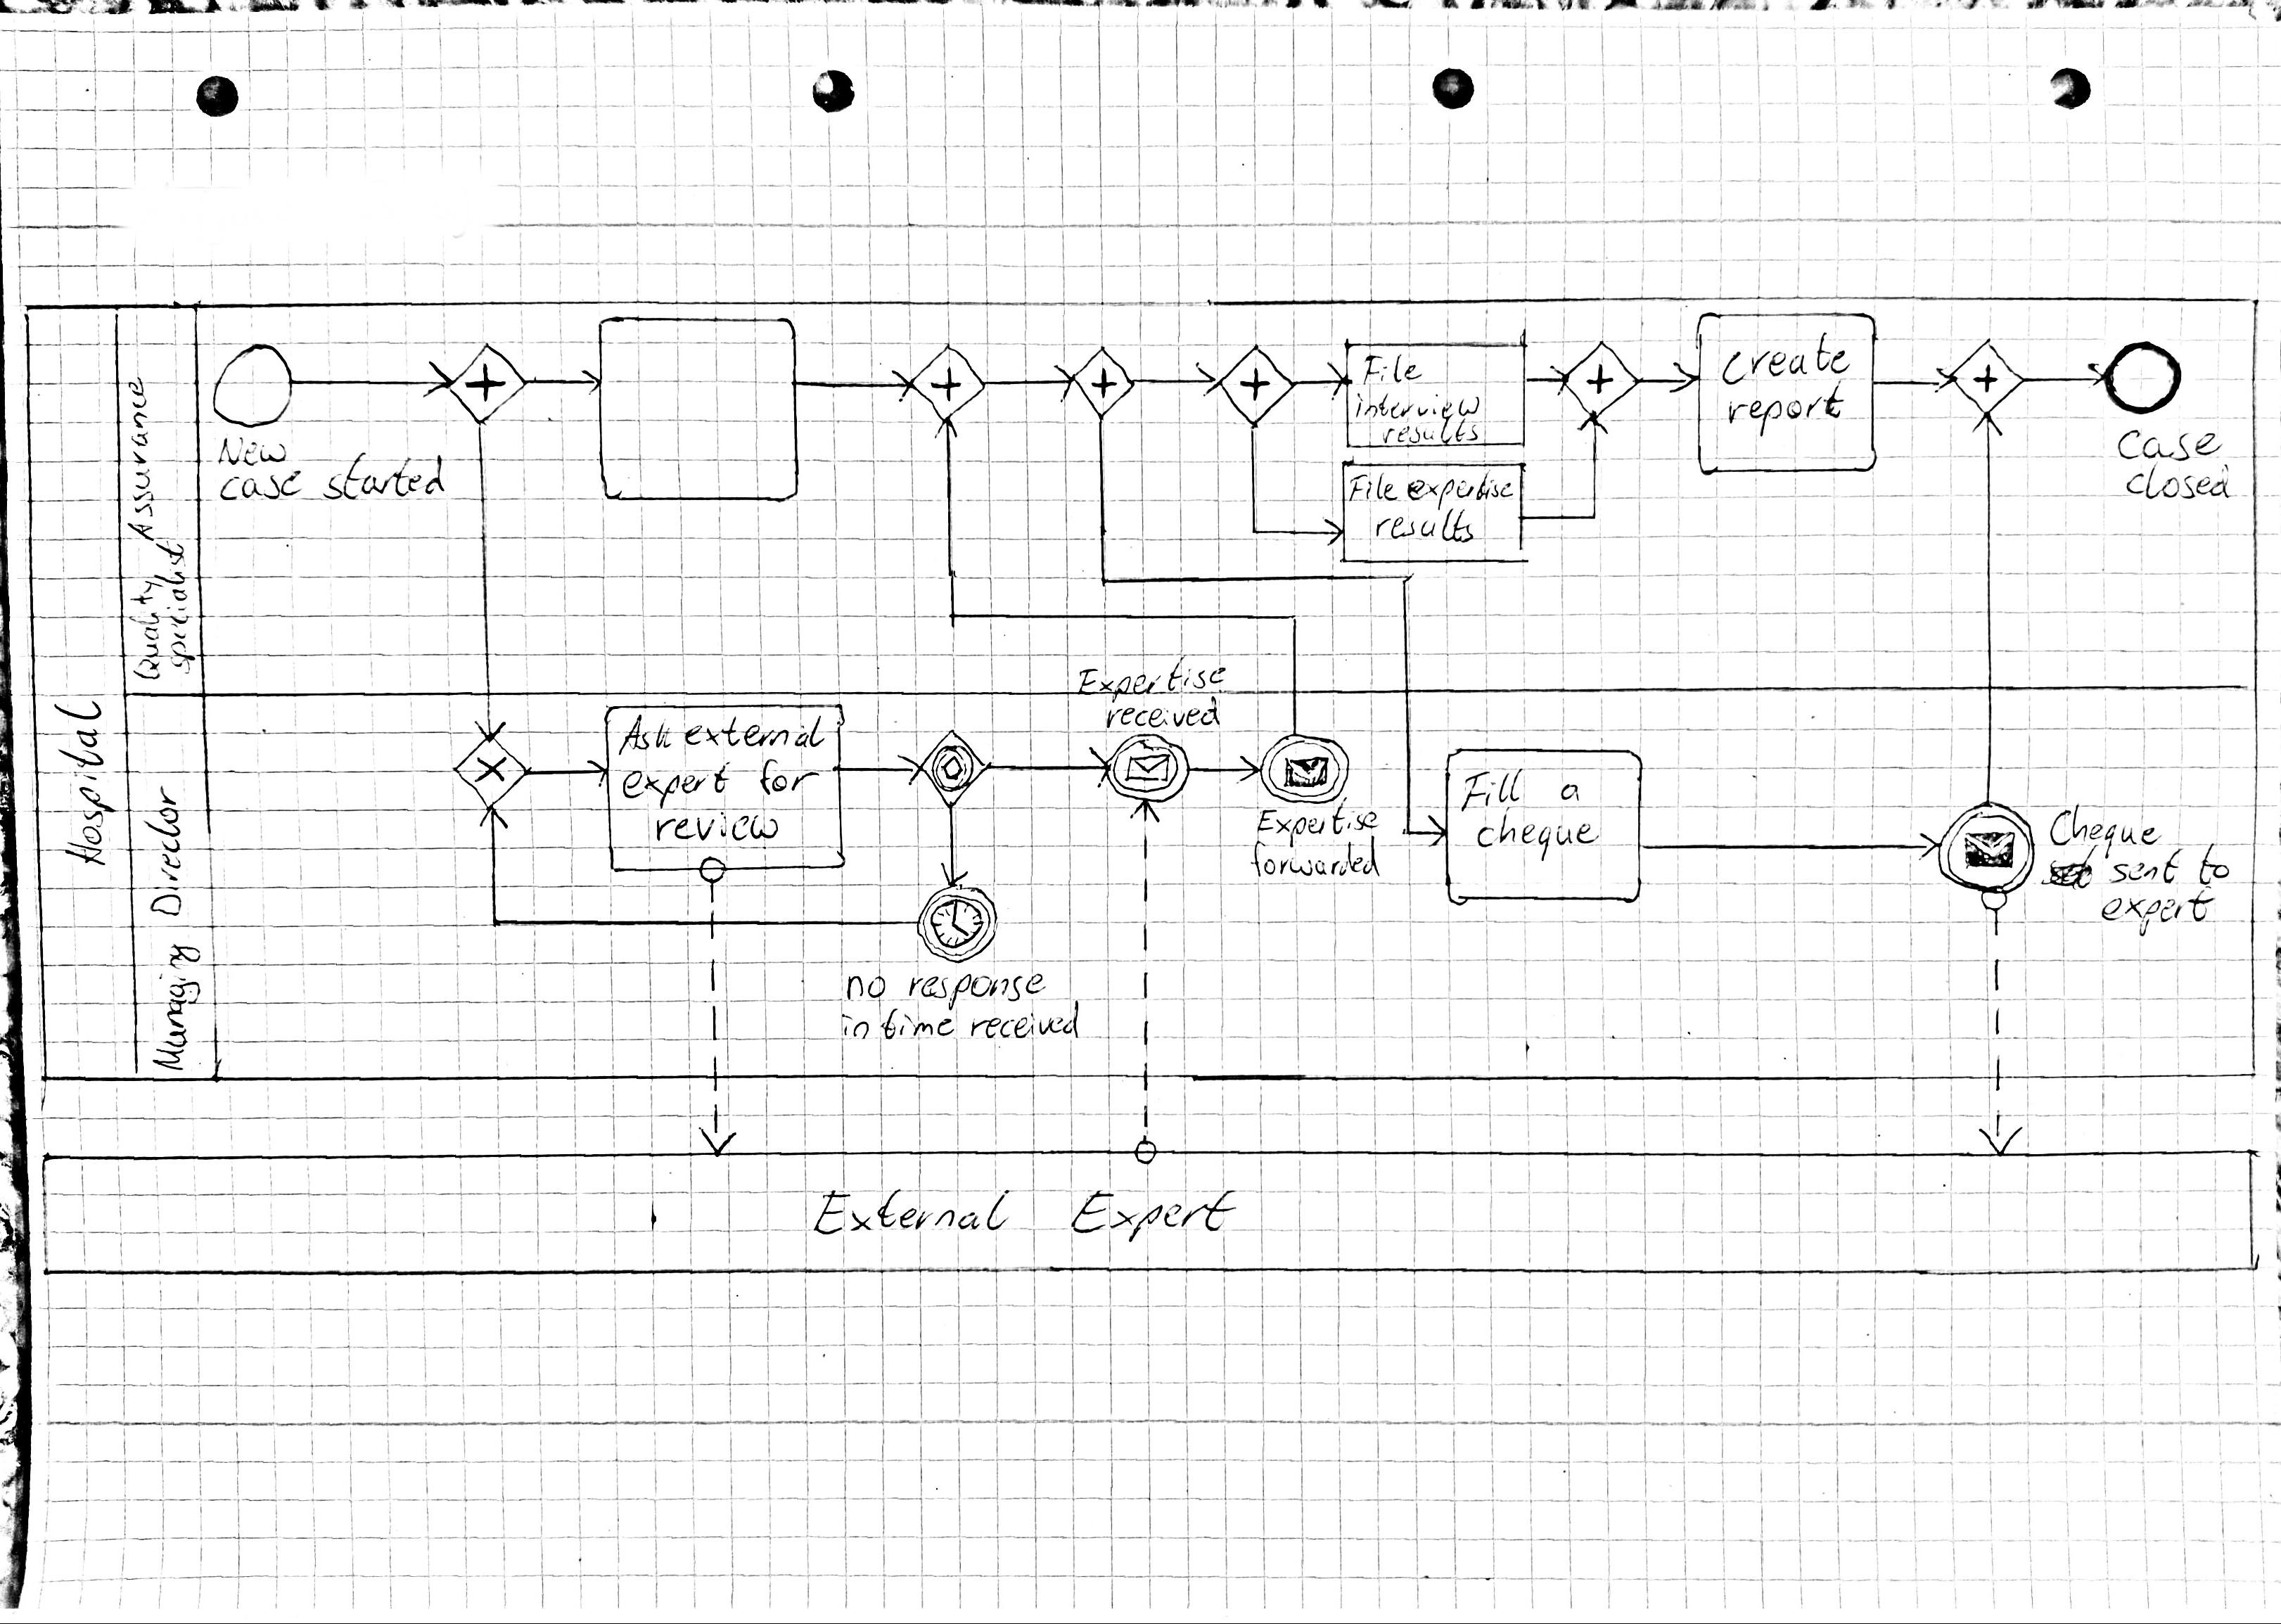 Hospital
Quality Assurance
specialist
Managing Director
New
case started
File
interview
results
File expertise
results
create
report
case
closed
Ask external
expert for
review
Expertise
received
Expertise
forwarded
no response
in time received
Fill a
cheque
Cheque
sent to
expert
External Expert